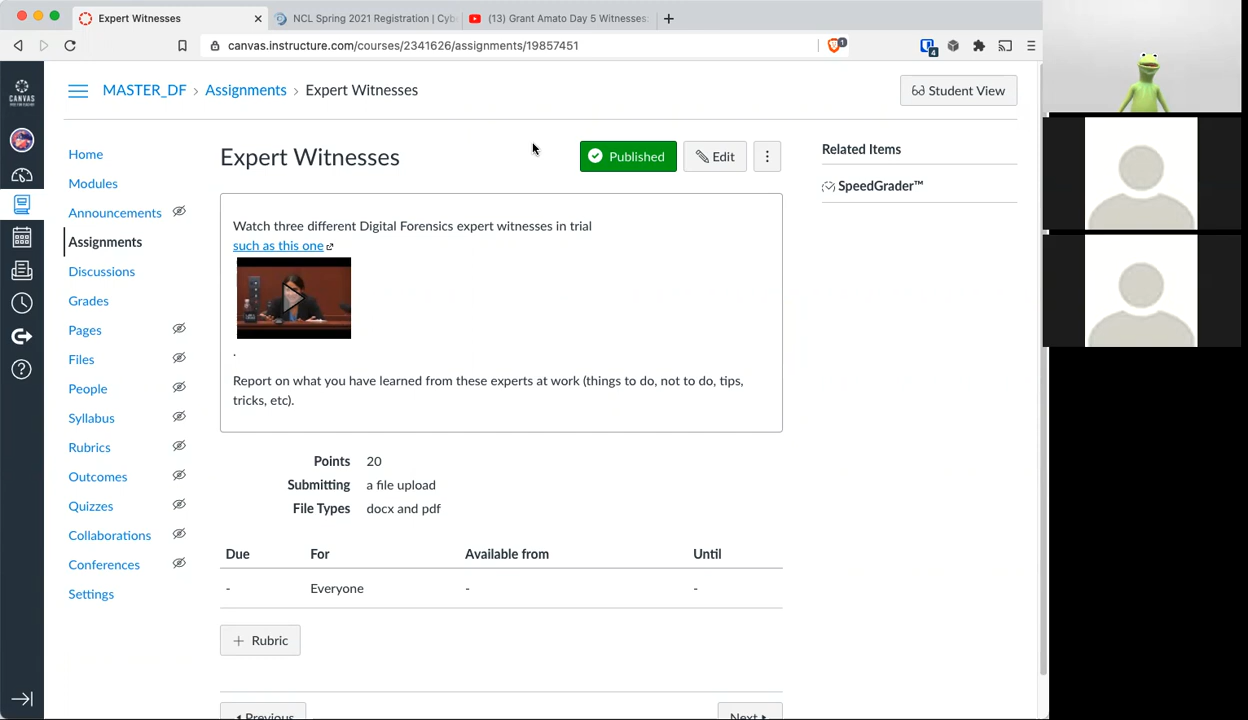 Expert Witnesses
NCL Spring 2021 Registration | Cyb
(13) Grant Amato Day 5 Witnesses:
canvas.instructure.com/courses/2341626/assignments/19857451
1
4
CANVAS
MASTER_DF > Assignments > Expert Witnesses
Student View
Home
Modules
Announcements
Assignments
Discussions
Grades
Pages
Files
People
Syllabus
Rubrics
Outcomes
Quizzes
Collaborations
Conferences
Settings
Expert Witnesses
Published
Edit
Watch three different Digital Forensics expert witnesses in trial
such as this one
.
Report on what you have learned from these experts at work (things to do, not to do, tips,
tricks, etc).
Points 20
Submitting a file upload
File Types docx and pdf
Due For Available from Until
- Everyone - -
+ Rubric
Previous
Next
Related Items
SpeedGrader™